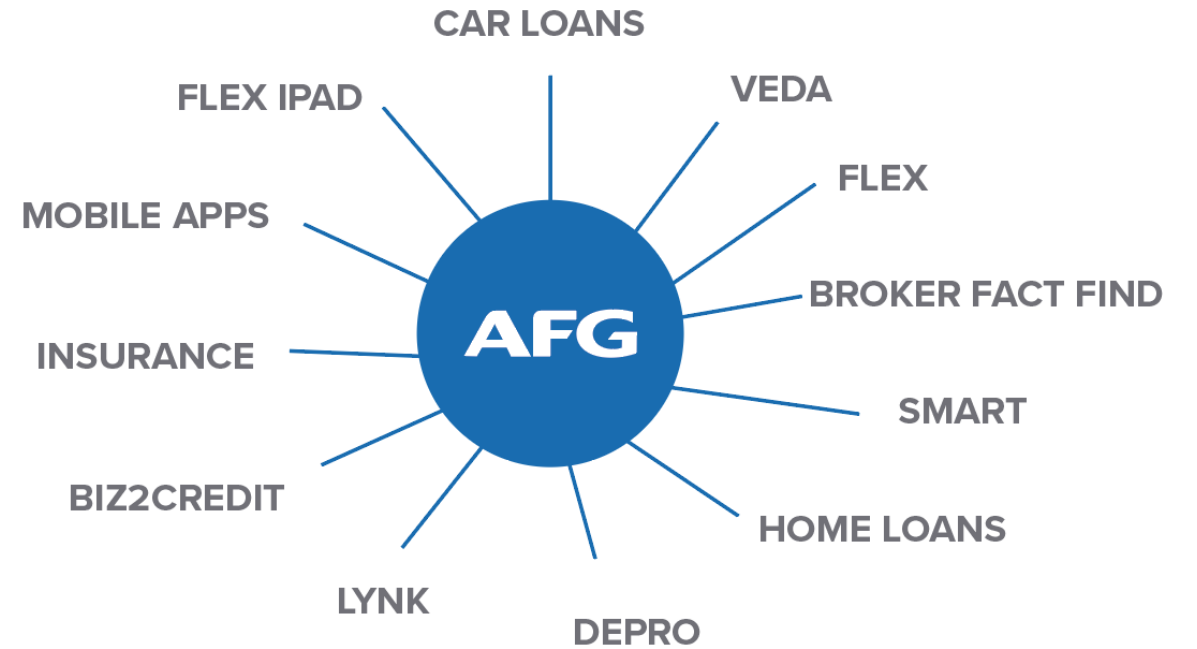 CAR LOANS
VEDA
FLEX IPAD
FLEX
MOBILE APPS
BROKER FACT FIND
AFG
INSURANCE
SMART
BIZ2CREDIT
HOME LOANS
LYNK
DEPRO